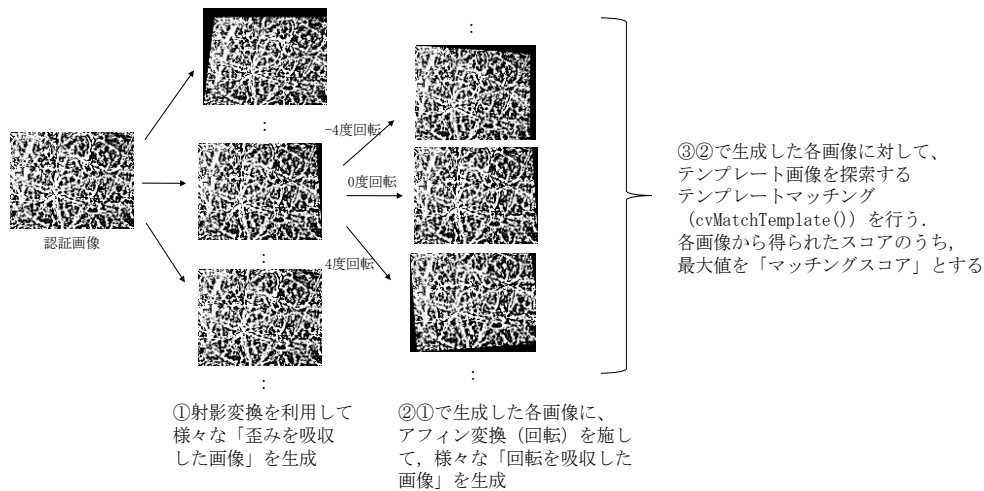 認証画像
:
:
:
①射影変換を利用して
様々な「歪みを吸収
した画像」を生成
-4度回転
0度回転
4度回転
:
:
②①で生成した各画像に、
アフィン変換（回転）を施し
て，様々な「回転を吸収した
画像」を生成
③②で生成した各画像に対して、
テンプレート画像を探索する
テンプレートマッチング
（cvMatchTemplate()）を行う．
各画像から得られたスコアのうち，
最大値を「マッチングスコア」とする